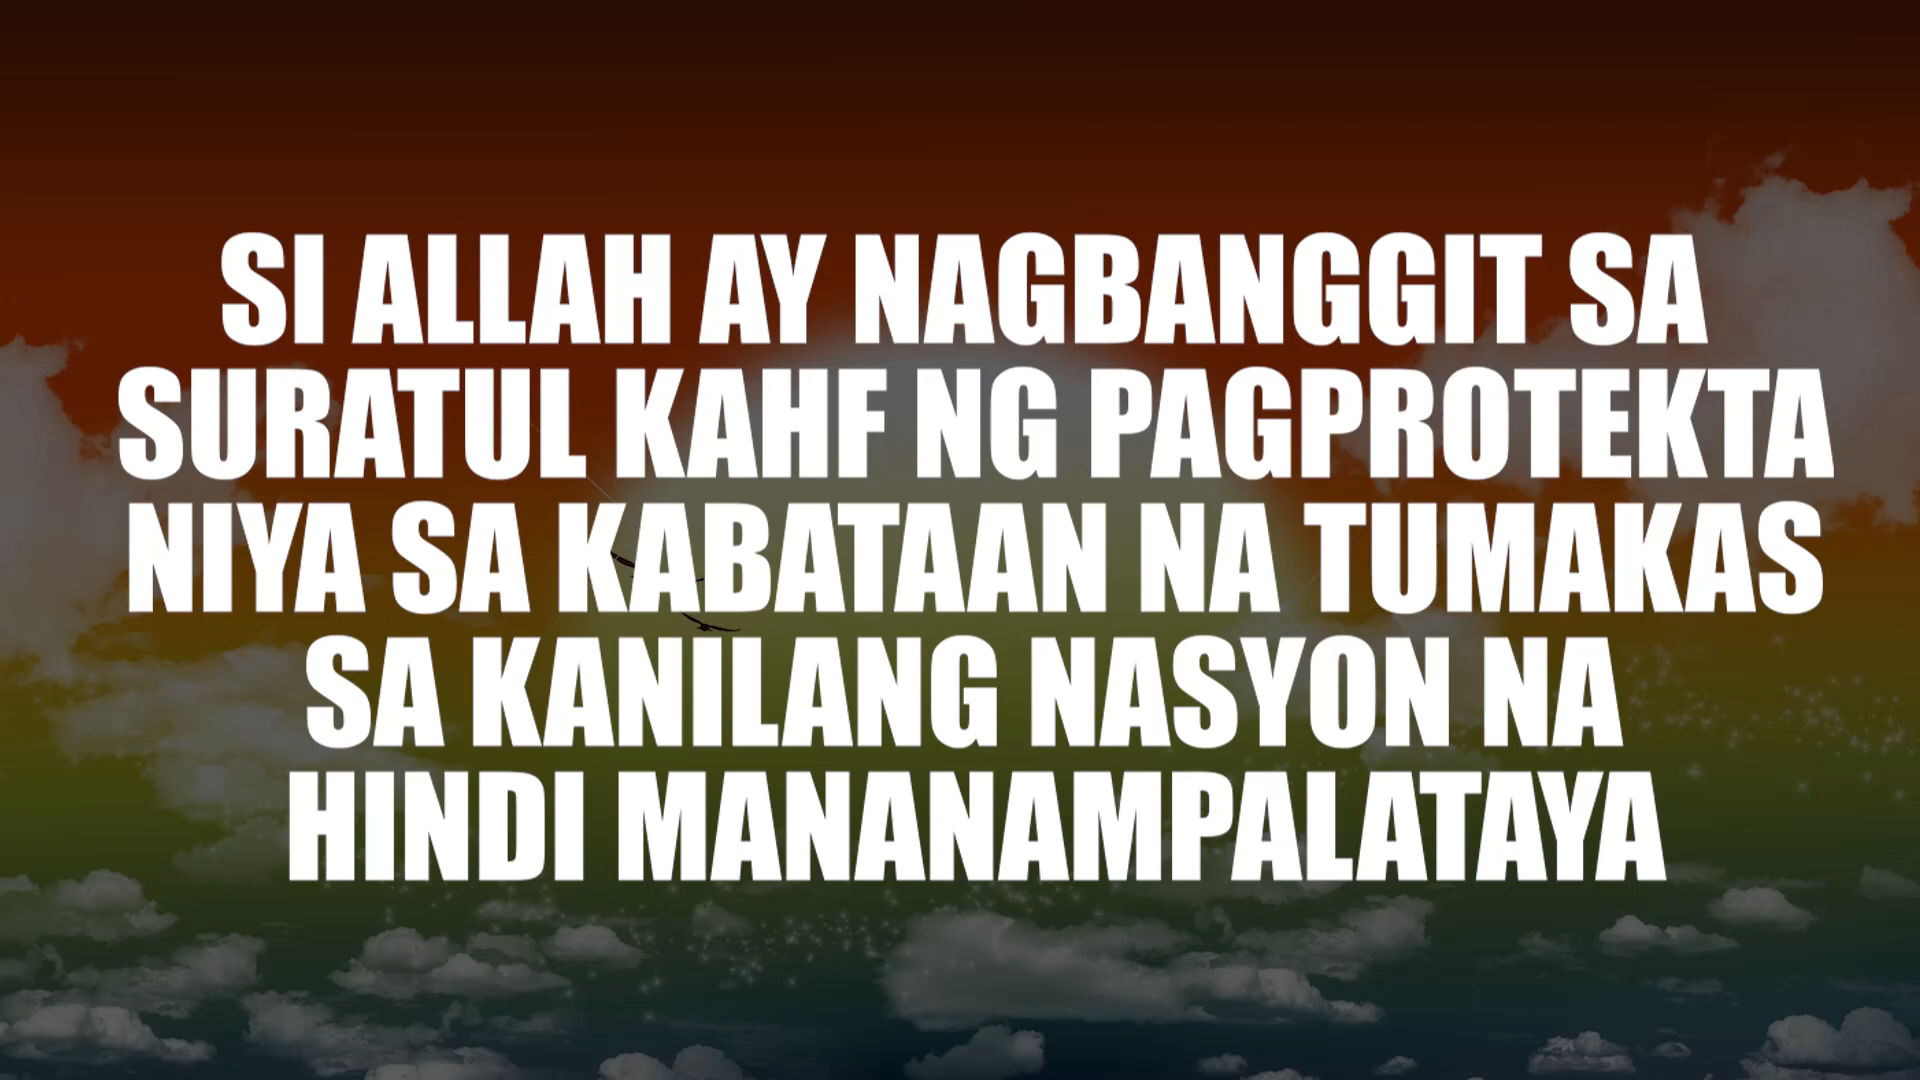 SI ALLAH AY NAGBANGGIT SA
SURATUL KAHF NG PAGPROTEKTA
NIYA SA KABATAAN NA TUMAKAS
SA KANILANG NASYON NA
HINDI MANANAMPALATAYA